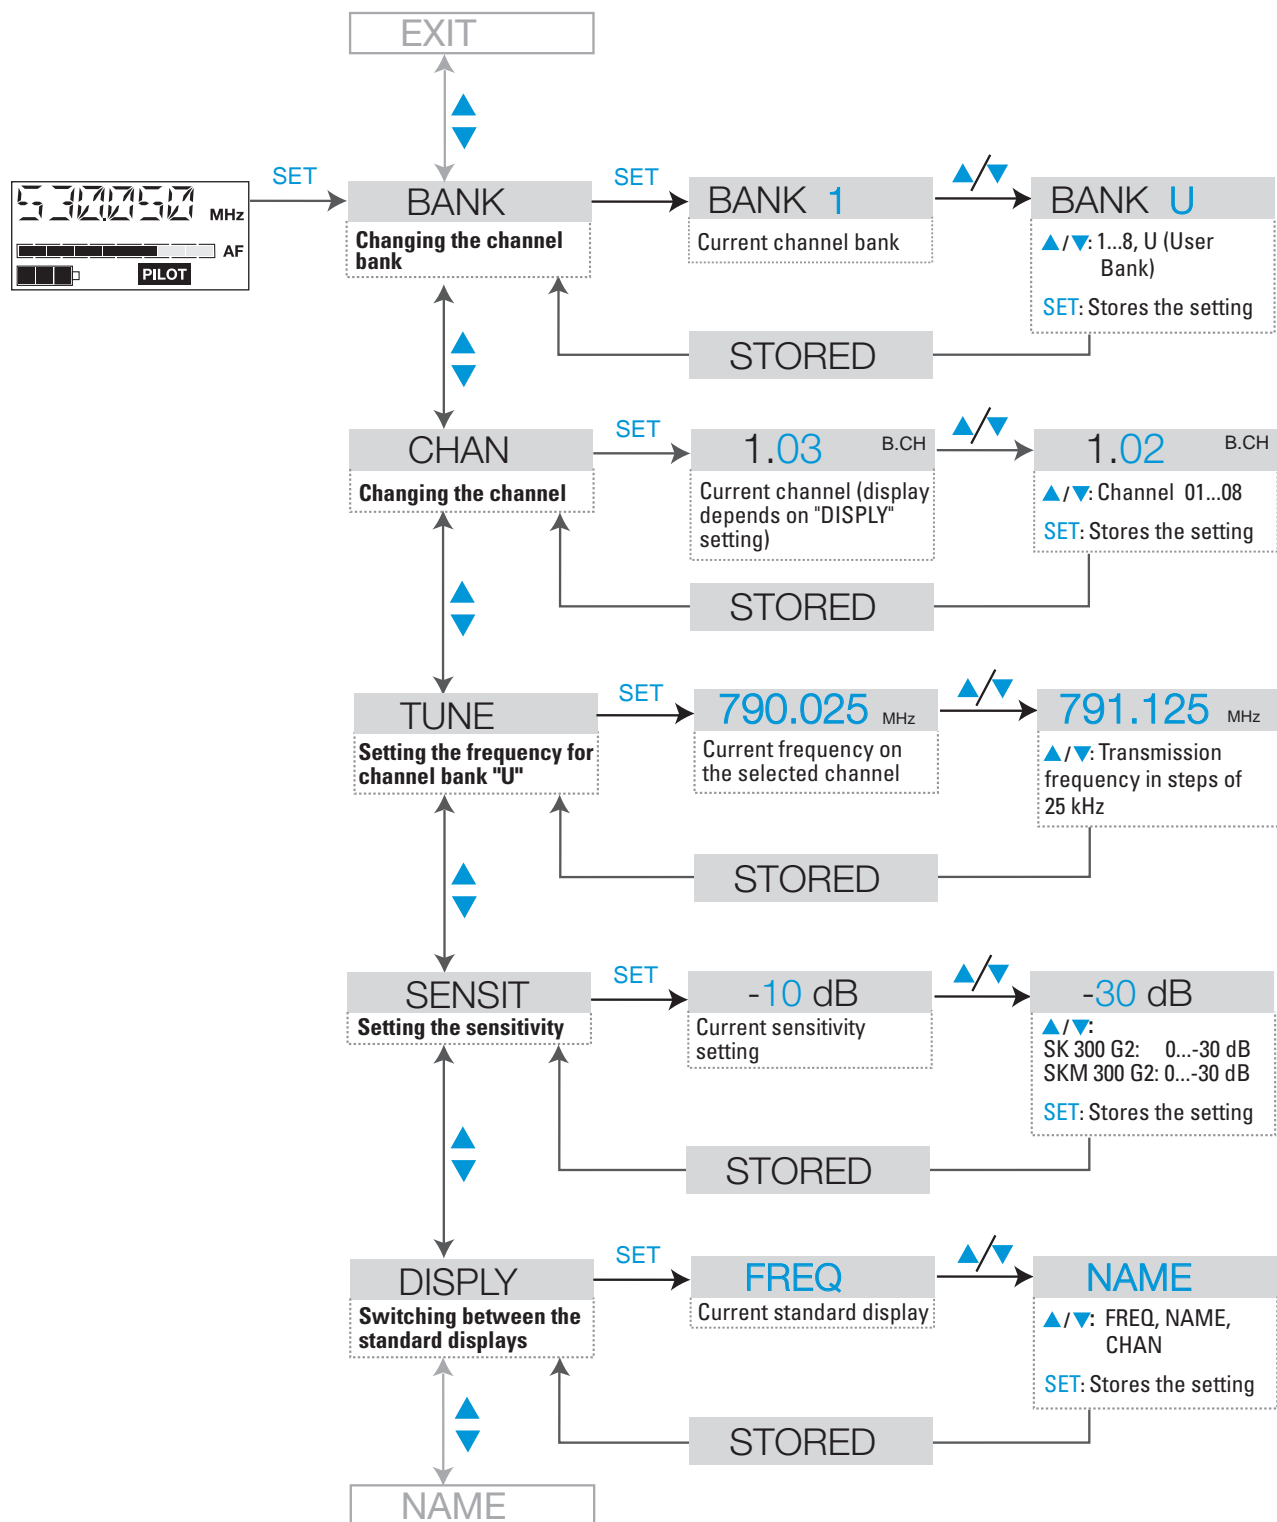 EXIT
530.050 MHz
AF
PILOT
SET
BANK
Changing the channel
bank
SET
BANK 1
Current channel bank
▲/▼
BANK U
▲/▼: 1...8, U (User
Bank)
SET: Stores the setting
STORED
CHAN
Changing the channel
SET
1.03 B.CH
Current channel (display
depends on "DISPLY"
setting)
▲/▼
1.02 B.CH
▲/▼: Channel 01...08
SET: Stores the setting
STORED
TUNE
Setting the frequency for
channel bank "U"
SET
790.025 MHz
Current frequency on
the selected channel
▲/▼
791.125 MHz
▲/▼: Transmission
frequency in steps of
25 kHz
STORED
SENSIT
Setting the sensitivity
SET
-10 dB
Current sensitivity
setting
▲/▼
-30 dB
▲/▼:
SK 300 G2: 0...-30 dB
SKM 300 G2: 0...-30 dB
SET: Stores the setting
STORED
DISPLY
Switching between the
standard displays
SET
FREQ
Current standard display
▲/▼
NAME
▲/▼: FREQ, NAME,
CHAN
SET: Stores the setting
STORED
NAME